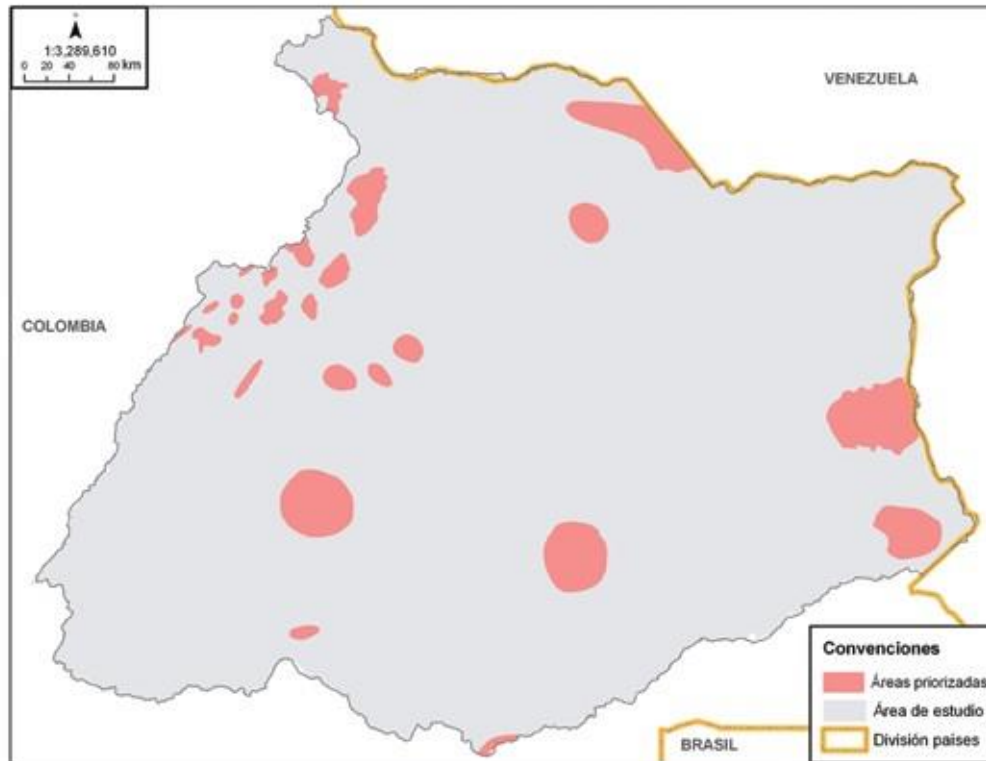 1:3,289,610
0 20 40 80 km
VENEZUELA
COLOMBIA
Convenciones
Áreas priorizadas
Área de estudio
División paises
BRASIL